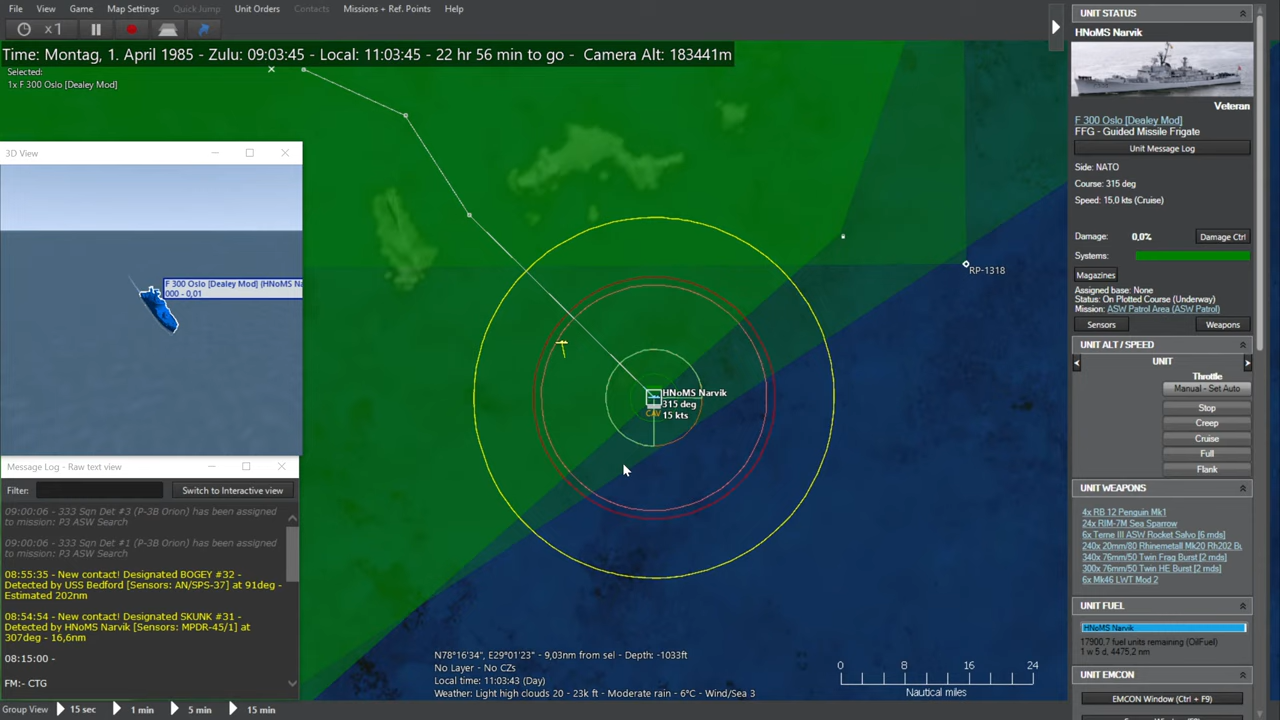 File View Game Map Settings Quick Jump Unit Orders Contacts Missions + Ref. Points Help
x 1
Time: Montag, 1. April 1985 - Zulu: 09:03:45 - Local: 11:03:45 - 22 hr 56 min to go - Camera Alt: 183441m
Selected:
1x F 300 Oslo [Dealey Mod]
3D View
F 300 Oslo [Dealey Mod] (HNoMS Na
000 - 0,01
Message Log - Raw text view
Filter:
Switch to Interactive view
09:00:06 - 333 Sqn Det #3 (P-3B Orion) has been
assigned to mission: P3 ASW Search
09:00:06 - 333 Sqn Det #1 (P-3B Orion) has been
assigned to mission: P3 ASW Search
08:55:35 - New contact! Designated BOGEY #32 -
Detected by USS Bedford [Sensors: AN/SPS-37] at 91deg -
Estimated 202nm
08:54:54 - New contact! Designated SKUNK #31 -
Detected by HNoMS Narvik [Sensors: MPDR-45/1] at
307deg - 16,6nm
08:15:00 -
FM:- CTG
Group View 15 sec 1 min 5 min 15 min
RP-1318
HNoMS Narvik
315 deg
15 kts
CAV
N78°16'34", E29°01'23" - 9,03nm from sel - Depth: -1033ft
No Layer - No CZs
Local time: 11:03:43 (Day)
Weather: Light high clouds 20 - 23k ft - Moderate rain - 6°C - Wind/Sea 3
0 8 16 24
Nautical miles
UNIT STATUS
HNoMS Narvik
Veteran
F 300 Oslo [Dealey Mod]
FFG - Guided Missile Frigate
Unit Message Log
Side: NATO
Course: 315 deg
Speed: 15.0 kts (Cruise)
Damage: 0,0% Damage Ctrl
Systems:
Magazines
Assigned base: None
Status: On Plotted Course (Underway)
Mission: ASW Patrol Area (ASW Patrol)
Sensors Weapons
UNIT ALT / SPEED
UNIT
Throttle
Manual - Set Auto
Stop
Creep
Cruise
Full
Flank
UNIT WEAPONS
4x RB 12 Penguin Mk1
24x RIM-7M Sea Sparrow
6x Terne III ASW Rocket Salvo [6 rnds]
240x 20mm/80 Rhinemetall Mk20 Rh202 Bu
340x 76mm/50 Twin Frag Burst [2 rnds]
300x 76mm/50 Twin HE Burst [2 rnds]
6x Mk46 LWT Mod 2
UNIT FUEL
HNoMS Narvik
17900,7 fuel units remaining (OilFuel)
1 w 5 d, 4475,2 nm
UNIT EMCON
EMCON Window (Ctrl + F9)